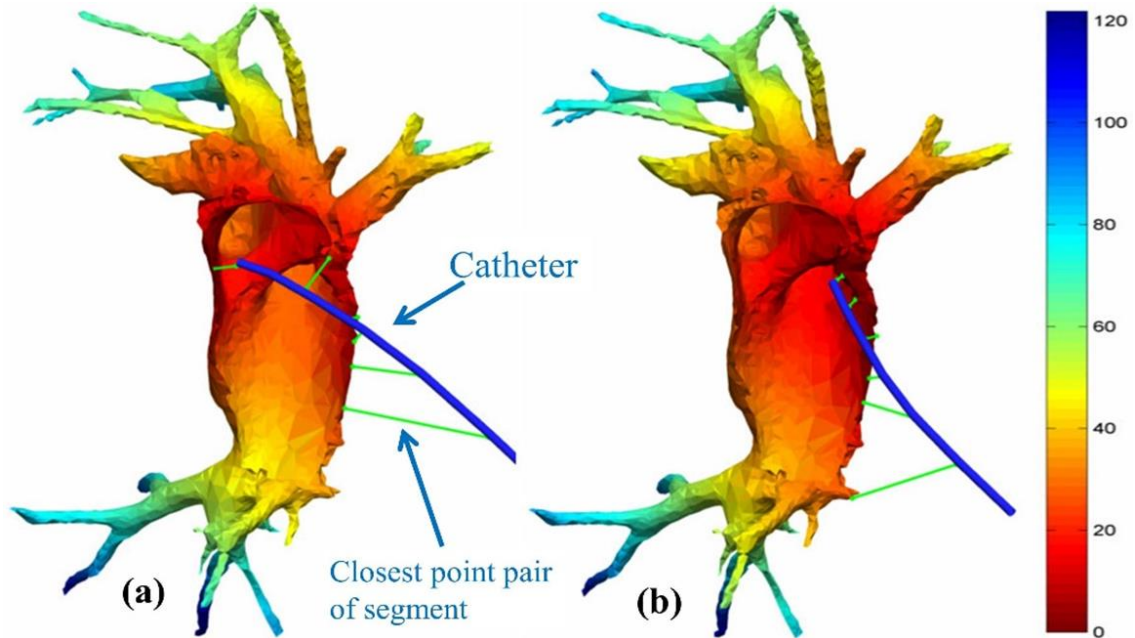 Catheter
Closest point pair
of segment
(a)
(b)
120
100
80
60
40
20
0